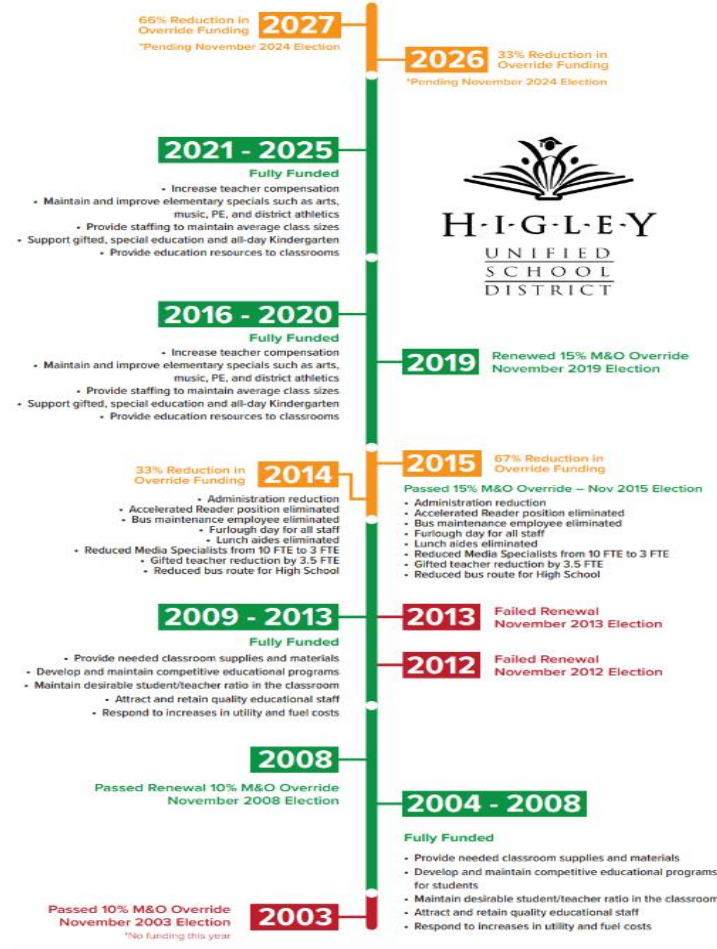 66% Reduction in
Override Funding
2027
*Pending November 2024 Election
2026
33% Reduction in
Override Funding
*Pending November 2024 Election
2021 - 2025
Fully Funded
• Increase teacher compensation
• Maintain and improve elementary specials such as arts,
music, PE, and district athletics
• Provide staffing to maintain average class sizes
• Support gifted, special education and all-day Kindergarten
• Provide education resources to classrooms
H·I·G·L·E·Y
UNIFIED
SCHOOL
DISTRICT
2016 - 2020
Fully Funded
• Increase teacher compensation
• Maintain and improve elementary specials such as arts,
music, PE, and district athletics
• Provide staffing to maintain average class sizes
• Support gifted, special education and all-day Kindergarten
• Provide education resources to classrooms
2019
Renewed 15% M&O Override
November 2019 Election
33% Reduction in
Override Funding
2014
• Administration reduction
• Accelerated Reader position eliminated
• Bus maintenance employee eliminated
• Furlough day for all staff
• Lunch aides eliminated
• Reduced Media Specialists from 10 FTE to 3 FTE
• Gifted teacher reduction by 3.5 FTE
• Reduced bus route for High School
2015
67% Reduction in
Override Funding
Passed 15% M&O Override – Nov 2015 Election
• Administration reduction
• Accelerated Reader position eliminated
• Bus maintenance employee eliminated
• Furlough day for all staff
• Lunch aides eliminated
• Reduced Media Specialists from 10 FTE to 3 FTE
• Gifted teacher reduction by 3.5 FTE
• Reduced bus route for High School
2009 - 2013
Fully Funded
• Provide needed classroom supplies and materials
• Develop and maintain competitive educational programs
• Maintain desirable student/teacher ratio in the classroom
• Attract and retain quality educational staff
• Respond to increases in utility and fuel costs
2013
Failed Renewal
November 2013 Election
2012
Failed Renewal
November 2012 Election
2008
Passed Renewal 10% M&O Override
November 2008 Election
2004 - 2008
Fully Funded
• Provide needed classroom supplies and materials
• Develop and maintain competitive educational programs
for students
• Maintain desirable student/teacher ratio in the classroom
• Attract and retain quality educational staff
• Respond to increases in utility and fuel costs
Passed 10% M&O Override
November 2003 Election
*No funding this year
2003